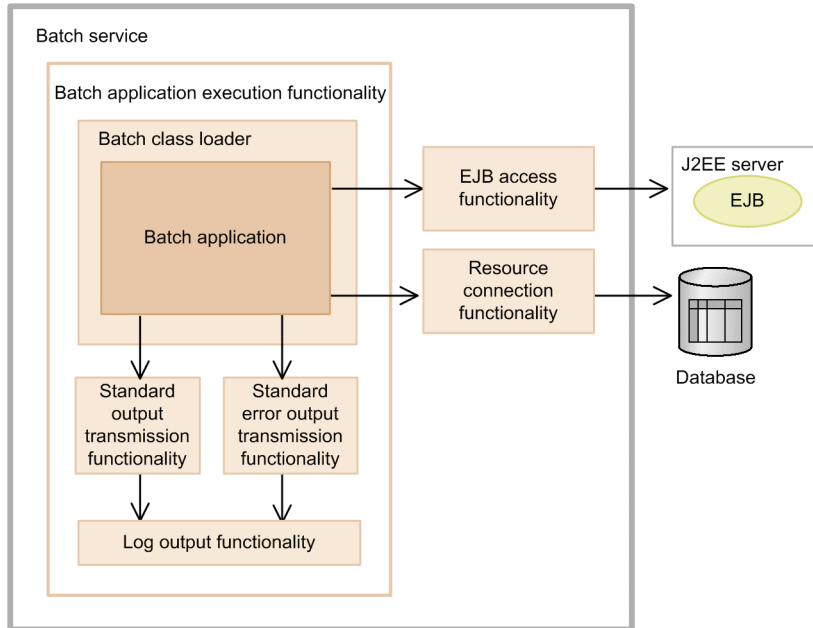 Batch service
Batch application execution functionality
Batch class loader
Batch application
EJB access
functionality
J2EE server
EJB
Resource
connection
functionality
Database
Standard
output
transmission
functionality
Standard
error output
transmission
functionality
Log output functionality